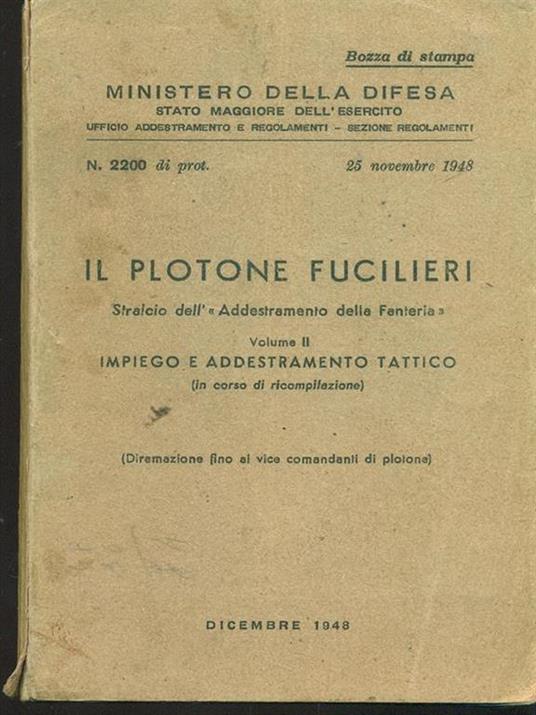 Bozza di stampa
MINISTERO DELLA DIFESA
STATO MAGGIORE DELL'ESERCITO
UFFICIO ADDESTRAMENTO E REGOLAMENTI - SEZIONE REGOLAMENTI
N. 2200 di prot. 25 novembre 1948
IL PLOTONE FUCILIERI
Stralcio dell'« Addestramento della Fanteria »
Volume II
IMPIEGO E ADDESTRAMENTO TATTICO
(in corso di ricompilazione)
(Diramazione fino ai vice comandanti di plotone)
DICEMBRE 1948